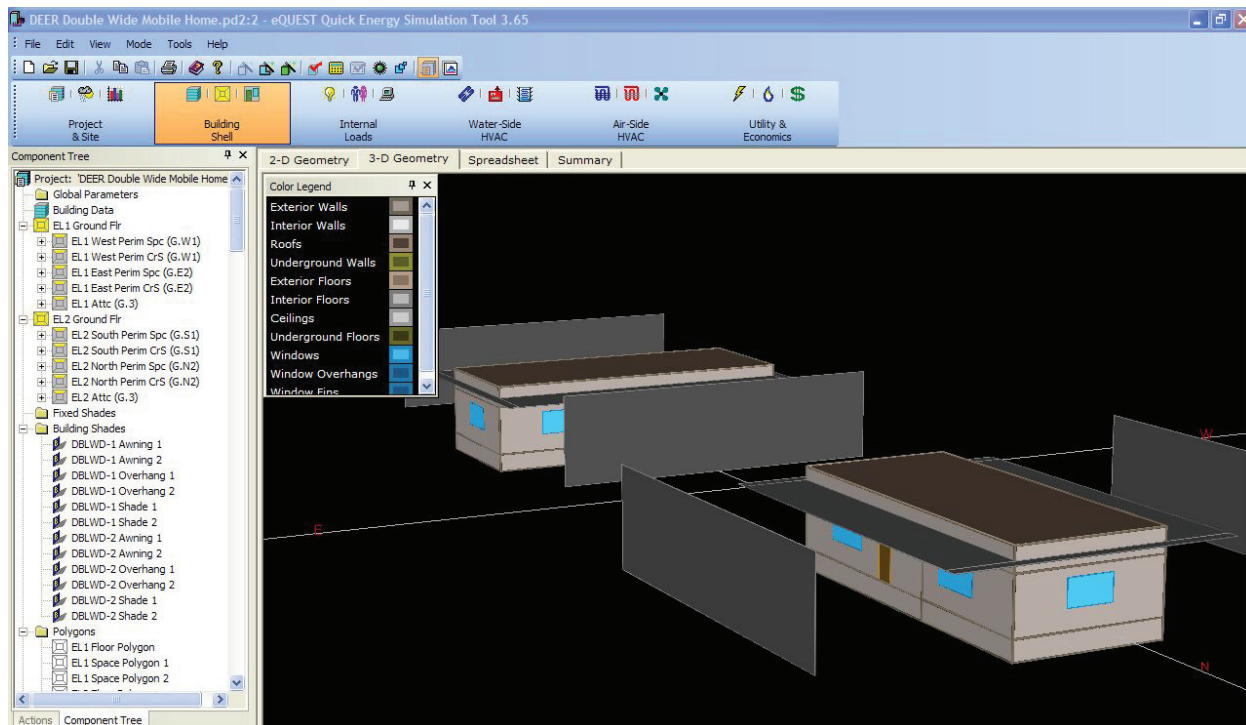 DEER Double Wide Mobile Home.pd2:2 - eQUEST Quick Energy Simulation Tool 3.65
File Edit View Mode Tools Help
Project & Site
Building Shell
Internal Loads
Water-Side HVAC
Air-Side HVAC
Utility & Economics
Component Tree
Project: 'DEER Double Wide Mobile Home
Global Parameters
Building Data
EL1 Ground Flr
EL1 West Perim Spc (G.W1)
EL1 West Perim CrS (G.W1)
EL1 East Perim Spc (G.E2)
EL1 East Perim CrS (G.E2)
EL1 Attc (G.3)
EL2 Ground Flr
EL2 South Perim Spc (G.S1)
EL2 South Perim CrS (G.S1)
EL2 North Perim Spc (G.N2)
EL2 North Perim CrS (G.N2)
EL2 Attc (G.3)
Fixed Shades
Building Shades
DBLWD-1 Awning 1
DBLWD-1 Awning 2
DBLWD-1 Overhang 1
DBLWD-1 Overhang 2
DBLWD-1 Shade 1
DBLWD-1 Shade 2
DBLWD-2 Awning 1
DBLWD-2 Awning 2
DBLWD-2 Overhang 1
DBLWD-2 Overhang 2
DBLWD-2 Shade 1
DBLWD-2 Shade 2
Polygons
EL1 Floor Polygon
EL1 Space Polygon 1
EL1 Space Polygon 2
Actions Component Tree
2-D Geometry 3-D Geometry Spreadsheet Summary
Color Legend
Exterior Walls
Interior Walls
Roofs
Underground Walls
Exterior Floors
Interior Floors
Ceilings
Underground Floors
Windows
Window Overhangs
Window Fins
W
E
N